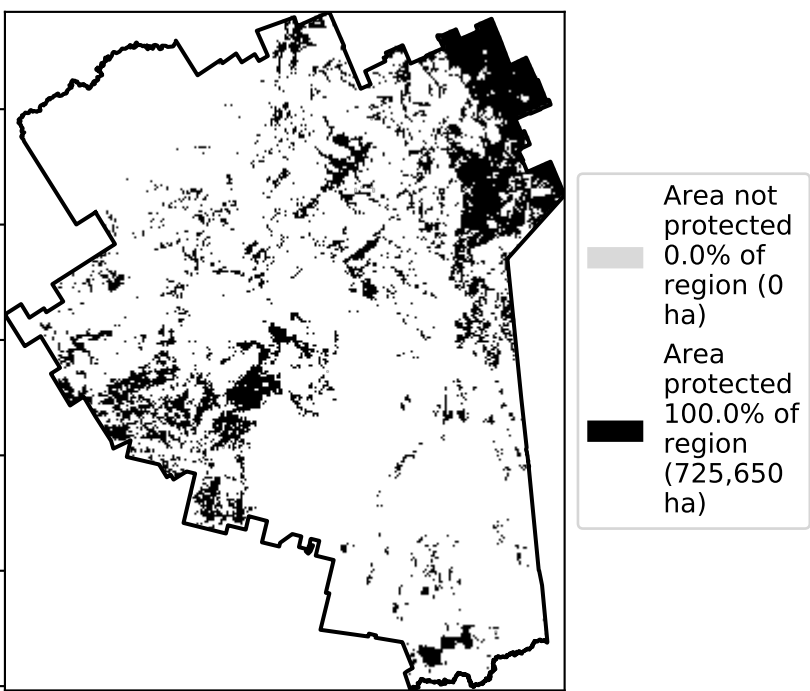 Area not
protected
0.0% of
region (0
ha)
Area
protected
100.0% of
region
(725,650
ha)